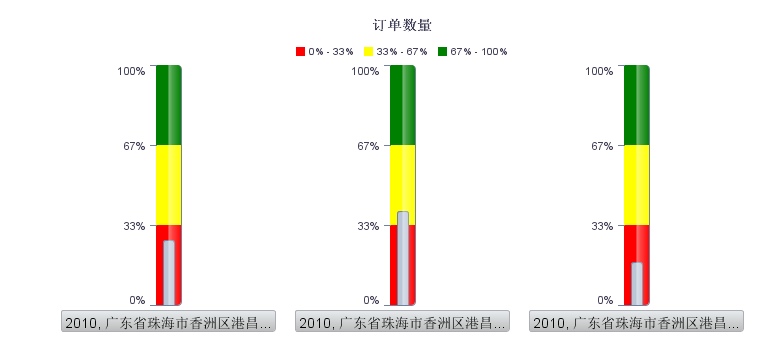 订单数量
0% - 33% 33% - 67% 67% - 100%
100% 100% 100%
67% 67% 67%
33% 33% 33%
0% 0% 0%
2010, 广东省珠海市香洲区港昌... 2010, 广东省珠海市香洲区港昌... 2010, 广东省珠海市香洲区港昌...